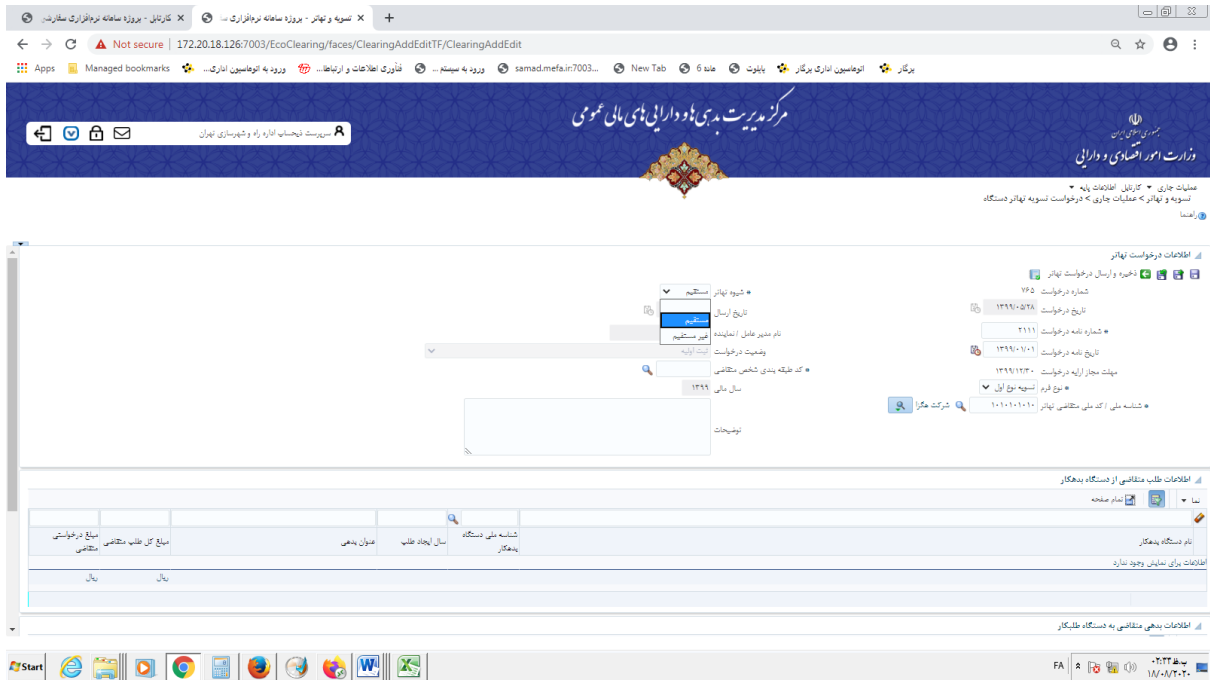 تسویه و تهاتر - پروژه سامانه نرم‌افزاری سا
کارتابل - پروژه سامانه نرم‌افزاری سفارشی
Not secure | 172.20.18.126:7003/EcoClearing/faces/ClearingAddEditTF/ClearingAddEdit
Apps Managed bookmarks ورود به اتوماسیون اداری... فنآوری اطلاعات و ارتباطا... ورود به سیستم ... samad.mefa.ir:7003... New Tab ماده 6 پایلوت اتوماسیون اداری برگار برگار
مرکز مدیریت بدهی ها و دارایی های مالی عمومی
جمهوری اسلامی ایران
وزارت امور اقتصادی و دارایی
سرپرست ذیحساب اداره راه و شهرسازی تهران
عملیات جاری کارتابل اطلاعات پایه
تسویه و تهاتر > عملیات جاری > درخواست تسویه تهاتر دستگاه
راهنما
اطلاعات درخواست تهاتر
ذخیره و ارسال درخواست تهاتر
شماره درخواست ۷۶۵
تاریخ درخواست ۱۳۹۹/۰۵/۲۸
* شماره نامه درخواست ۲۱۱۱
تاریخ نامه درخواست ۱۳۹۹/۰۱/۰۱
مهلت مجاز ارایه درخواست ۱۳۹۹/۱۲/۳۰
* نوع فرم تسویه نوع اول
* شناسه ملی / کد ملی متقاضی تهاتر ۱۰۱۰۱۰۱۰۱۰ شرکت هگزا
* شیوه تهاتر مستقیم
مستقیم
غیر مستقیم
تاریخ ارسال
نام مدیر عامل / نماینده
وضعیت درخواست ثبت اولیه
* کد طبقه بندی شخص متقاضی
سال مالی ۱۳۹۹
توضیحات
اطلاعات طلب متقاضی از دستگاه بدهکار
نما تمام صفحه
نام دستگاه بدهکار شناسه ملی دستگاه بدهکار سال ایجاد طلب عنوان بدهی مبلغ کل طلب متقاضی مبلغ درخواستی متقاضی
اطلاعات برای نمایش وجود ندارد
ریال ریال
اطلاعات بدهی متقاضی به دستگاه طلبکار
Start
FA
۰۲:۳۳ ب.ظ
۱۸/۰۸/۲۰۲۰